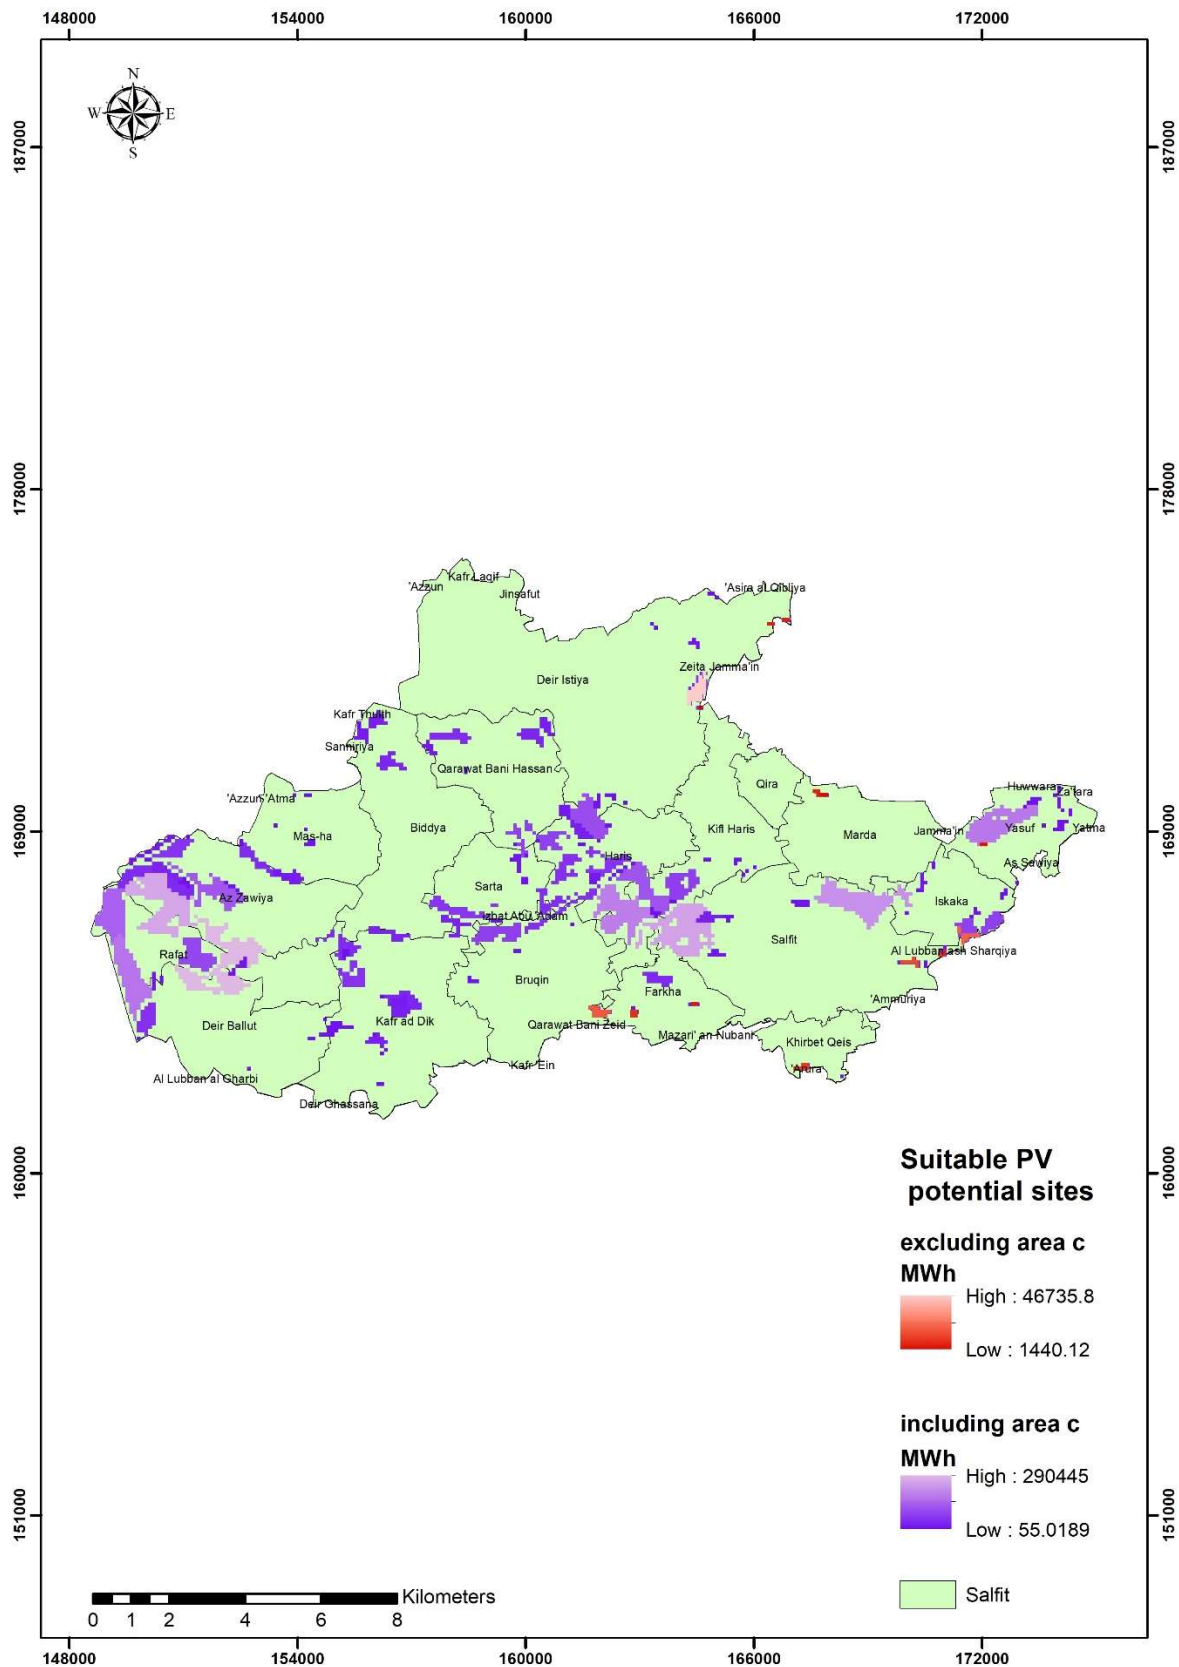 148000 154000 160000 166000 172000
N
W E
S
187000 187000
178000 178000
Kafr Laqif
'Azzun
'Asira al Qibliya
Jinsafut
Zeita Jamma'in
Deir Istiya
Kafr Thulth
Sanniriya
Qarawat Bani Hassan
Qira
Huwwara
Za'tara
'Azzun 'Atma
Biddya
Kifl Haris
Jamma'in
Yasuf
Yatma
Mas-ha
Marda
169000 169000
Haris
As Sawiya
Sarta
Az Zawiya
Iskaka
Izbat Abu 'Adam
Salfit
Rafat
Al Lubban ash Sharqiya
Bruqin
Farkha
'Ammuriya
Deir Ballut
Kafr ad Dik
Qarawat Bani Zeid
Mazari' an Nubani
Khirbet Qeis
Kafr 'Ein
'Arura
Al Lubban al Gharbi
Deir Ghassana
160000 160000
Suitable PV
potential sites
excluding area c
MWh
High : 46735.8
Low : 1440.12
including area c
MWh
High : 290445
Low : 55.0189
151000 151000
Salfit
Kilometers
0 1 2 4 6 8
148000 154000 160000 166000 172000